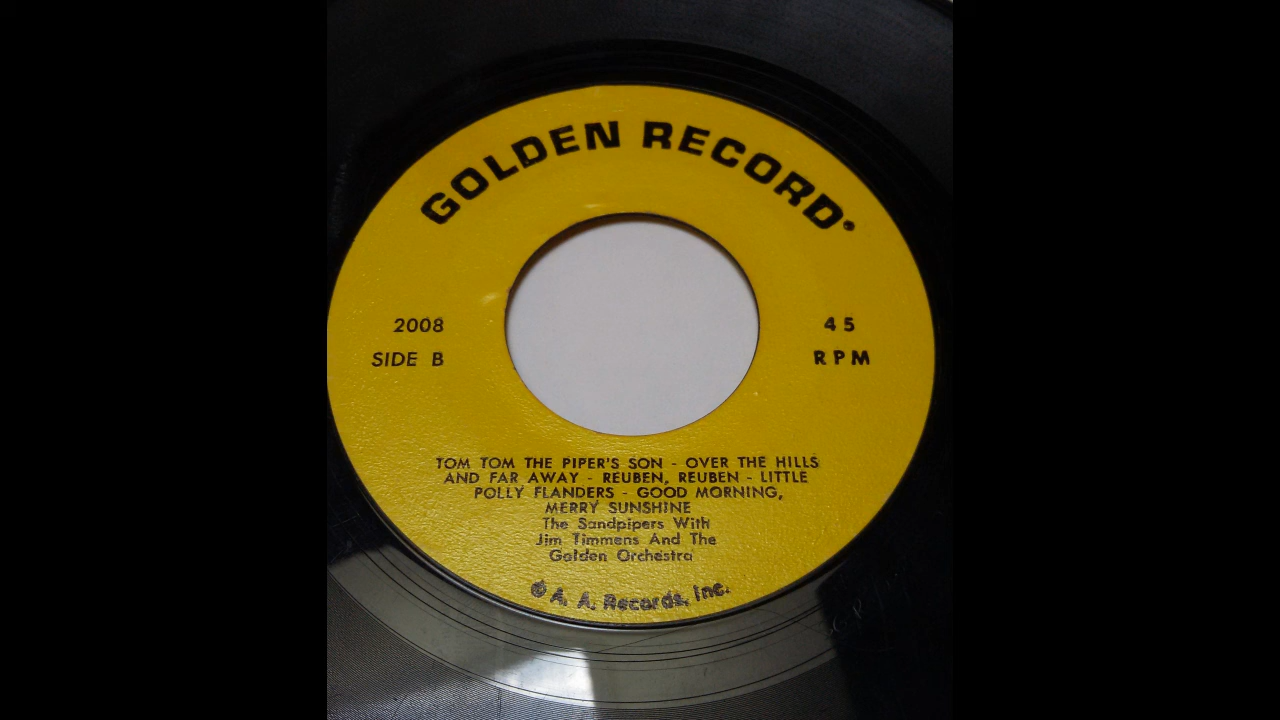 GOLDEN RECORD®
2008
SIDE B
45
RPM
TOM TOM THE PIPER'S SON - OVER THE HILLS
AND FAR AWAY - REUBEN, REUBEN - LITTLE
POLLY FLANDERS - GOOD MORNING,
MERRY SUNSHINE
The Sandpipers With
Jim Timmens And The
Golden Orchestra
℗ A. A. Records, Inc.